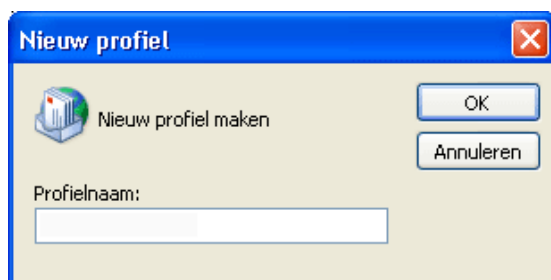 Nieuw profiel
Nieuw profiel maken
OK
Annuleren
Profielnaam: